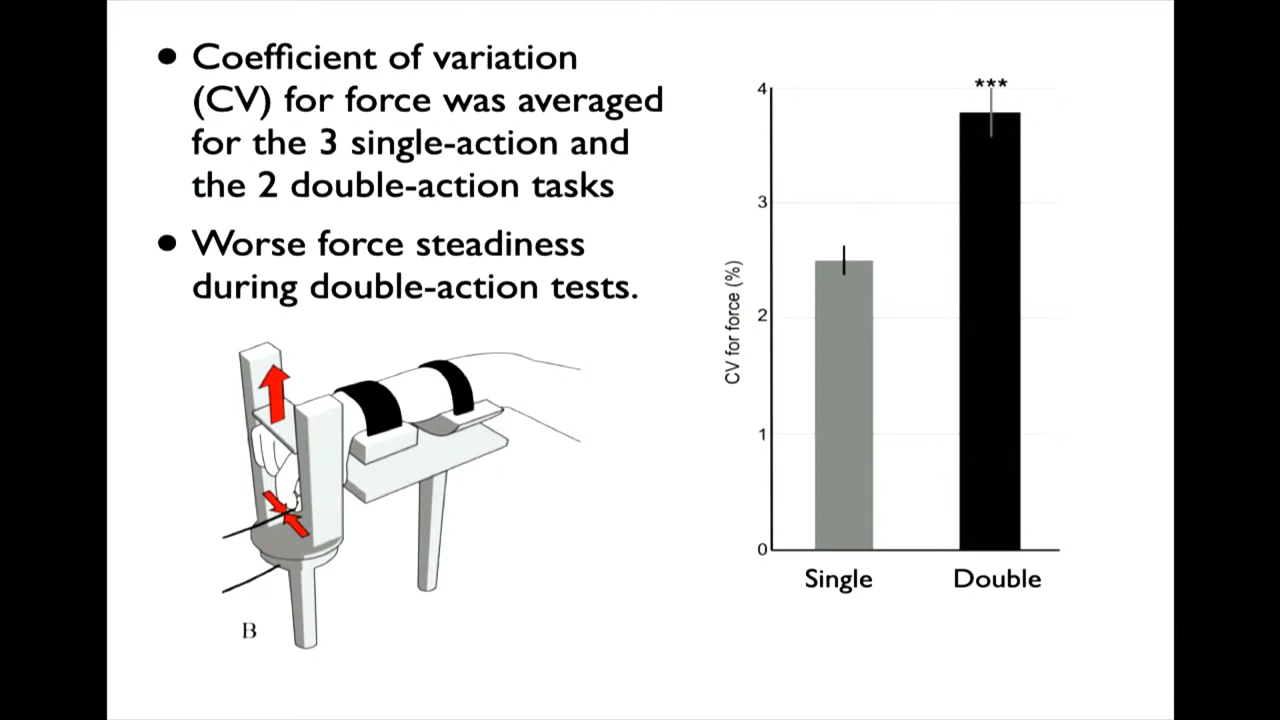 • Coefficient of variation
(CV) for force was averaged
for the 3 single-action and
the 2 double-action tasks
• Worse force steadiness
during double-action tests.
B
***
4
3
2
1
0
CV for force (%)
Single
Double